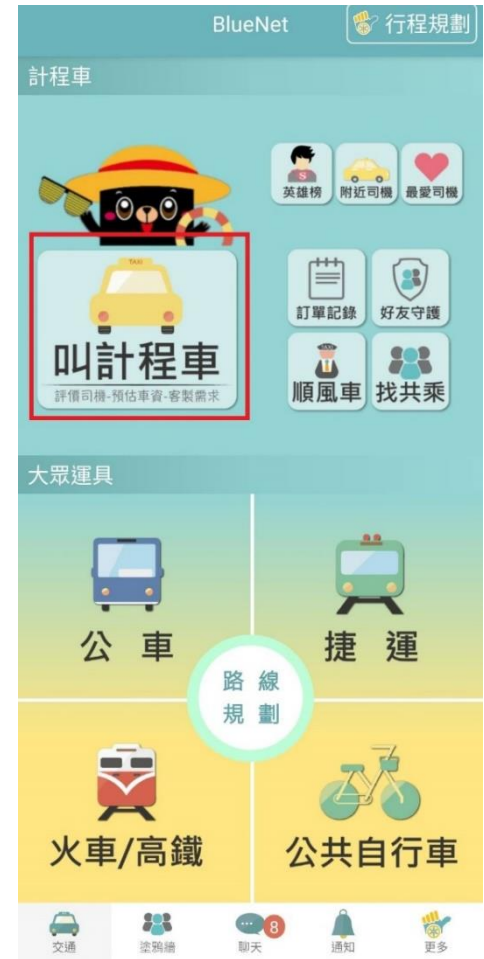 BlueNet
行程規劃
計程車
英雄榜
附近司機
最愛司機
TAXI
叫計程車
評價司機-預估車資-客製需求
訂單記錄
好友守護
順風車
找共乘
大眾運具
公車
捷運
路線
規劃
火車/高鐵
公共自行車
8
交通
塗鴉牆
聊天
通知
更多